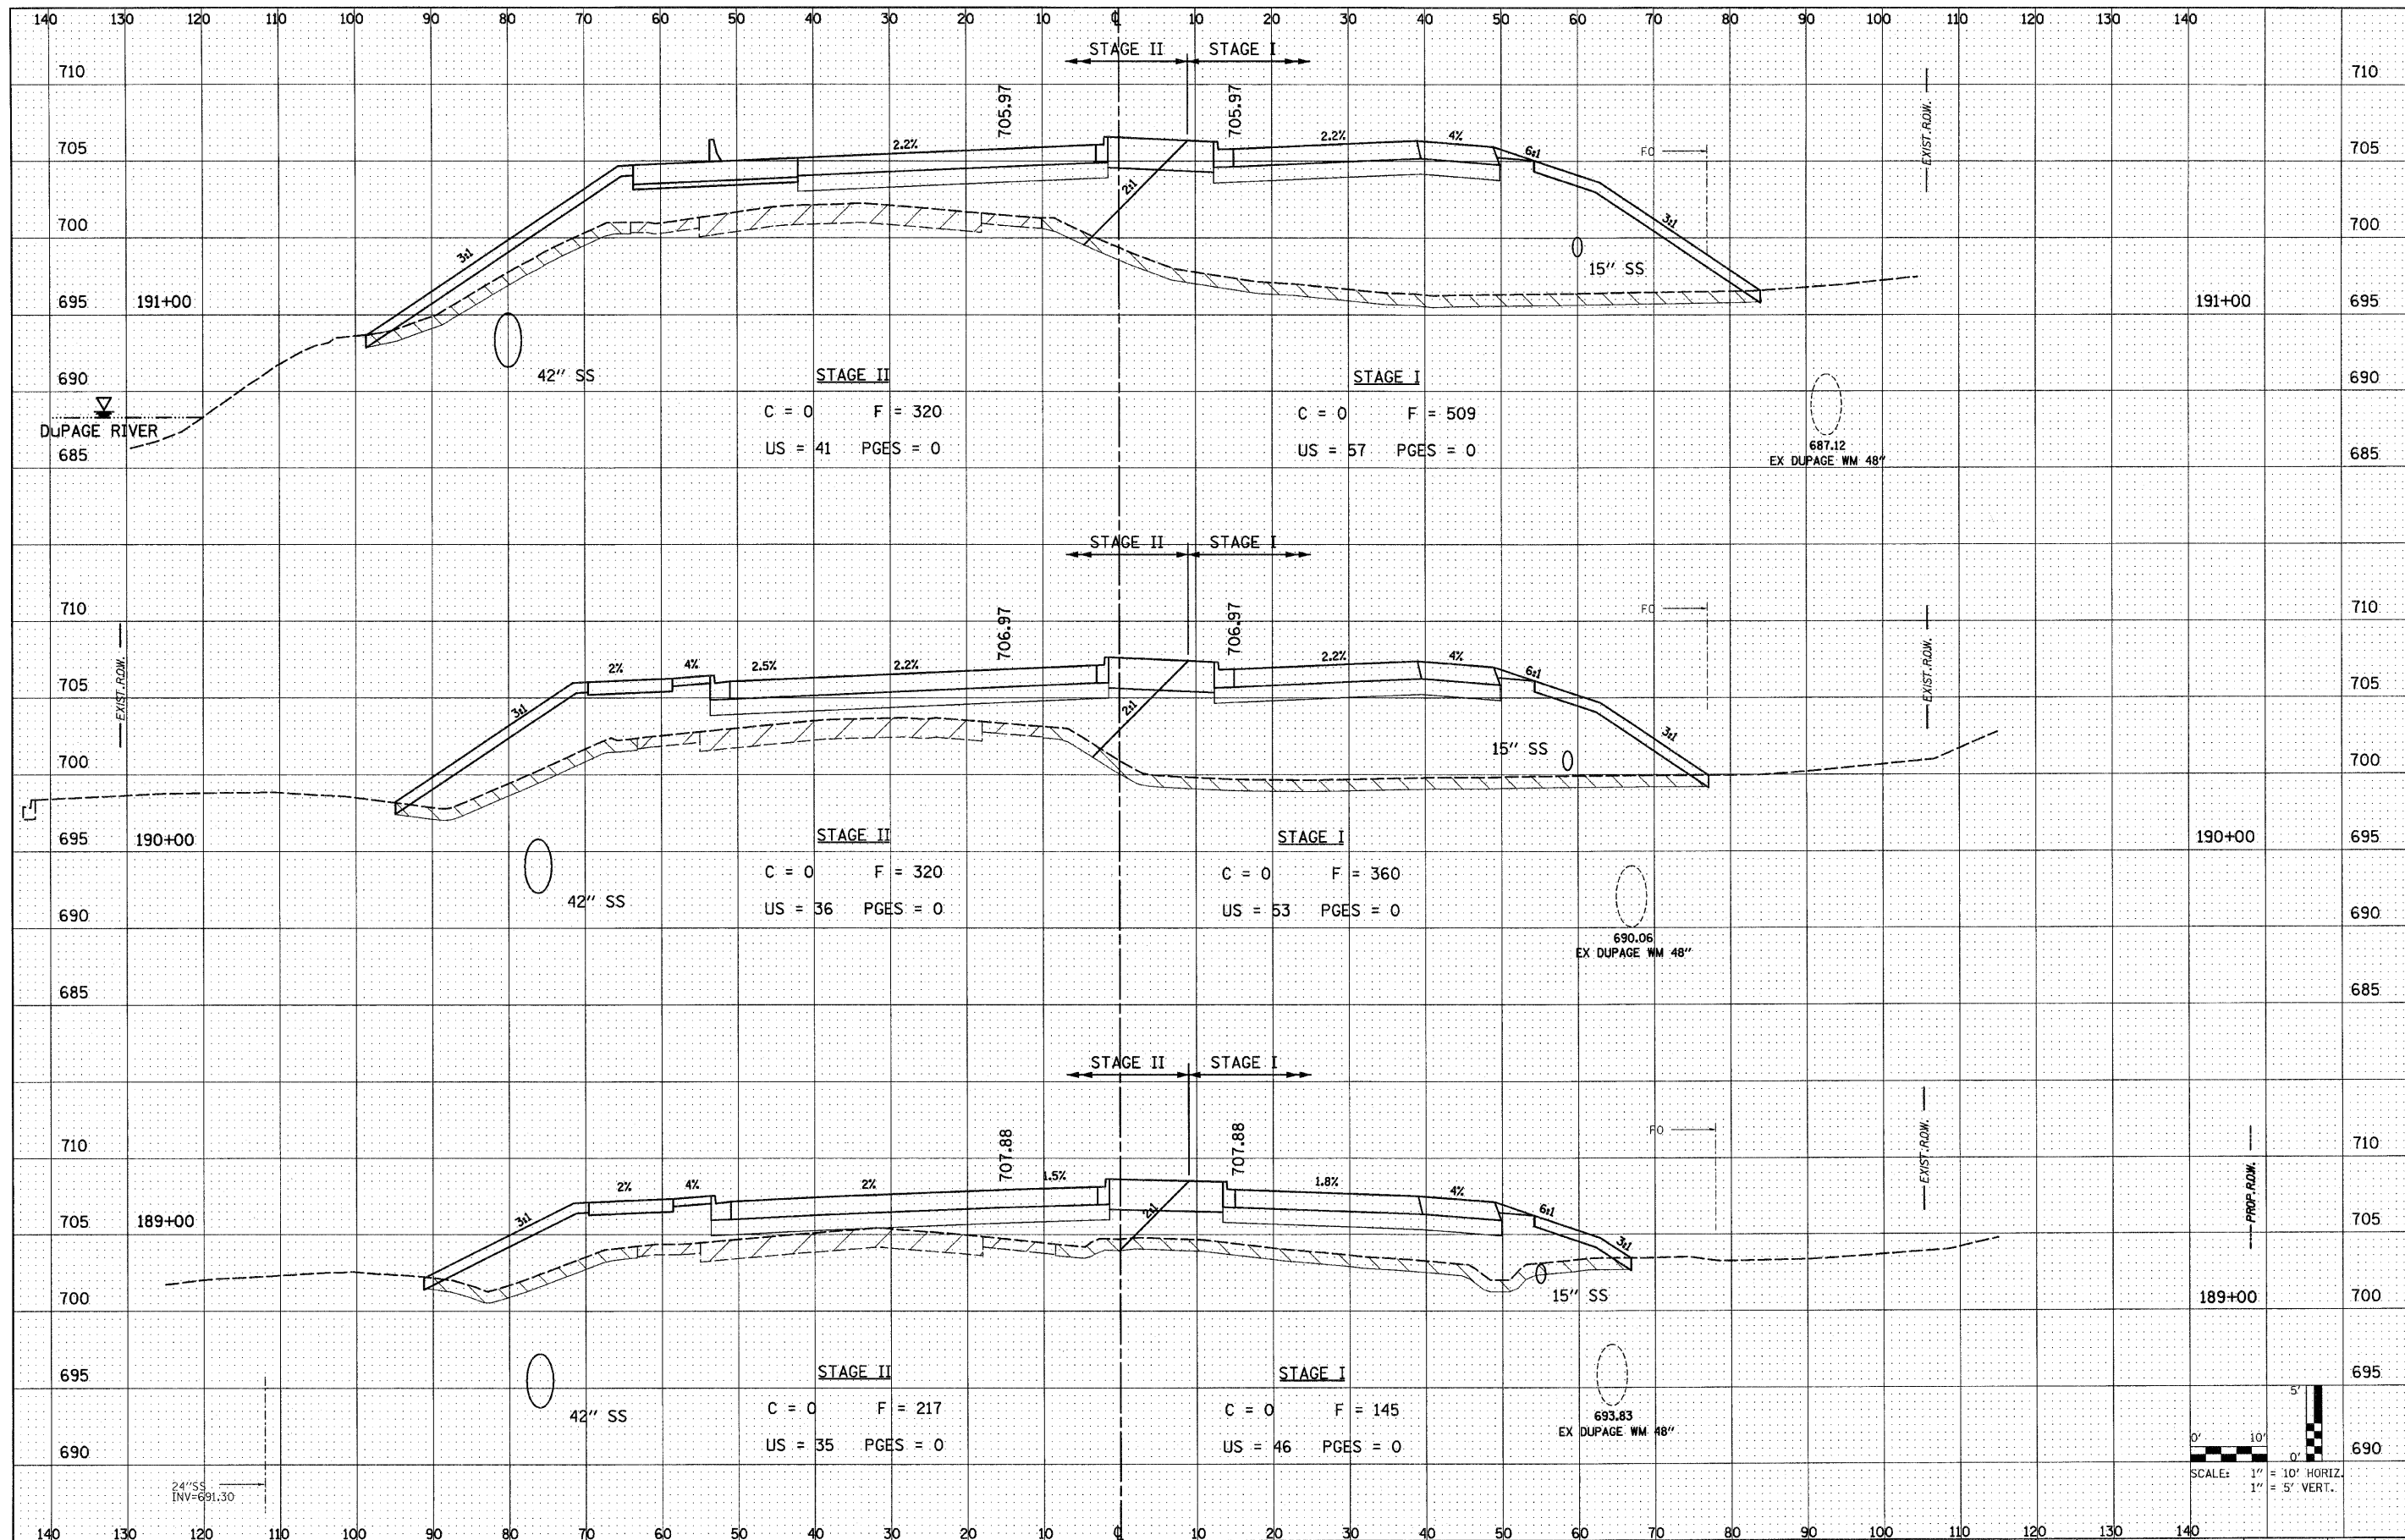 140 130 120 110 100 90 80 70 60 50 40 30 20 10 ℄ 10 20 30 40 50 60 70 80 90 100 110 120 130 140
STAGE II STAGE I
710 710
705.97 705.97
2.2% 2.2% 4%
705 6:1 FO EXIST. R.O.W. 705
2:1
700 3:1 3:1 700
15" SS
695 191+00 191+00 695
42" SS
690 STAGE II STAGE I 690
C = 0 F = 320 C = 0 F = 509
DuPAGE RIVER
US = 41 PGES = 0 US = 57 PGES = 0 687.12
685 EX DUPAGE WM 48" 685
STAGE II STAGE I
710 710
706.97 706.97 FO
2% 4% 2.5% 2.2% 2.2% 4%
705 EXIST. R.O.W. 6:1 EXIST. R.O.W. 705
3:1 2:1 3:1
700 15" SS 700
695 190+00 STAGE II STAGE I 190+00 695
C = 0 F = 320 C = 0 F = 360
42" SS
US = 36 PGES = 0 US = 53 PGES = 0
690 690
690.06
EX DUPAGE WM 48"
685 685
STAGE II STAGE I
710 FO 710
707.88 707.88
2% 4% 2% 1.5% 1.8% 4%
EXIST. R.O.W. PROP. R.O.W.
705 189+00 3:1 2:1 6:1 3:1 705
700 15" SS 189+00 700
695 STAGE II STAGE I 695
C = 0 F = 217 C = 0 F = 145
42" SS 693.83
US = 35 PGES = 0 US = 46 PGES = 0 EX DUPAGE WM 48"
690 690
5'
0' 10' 0'
SCALE: 1" = 10' HORIZ.
1" = 5' VERT.
24"SS
INV=691.30
140 130 120 110 100 90 80 70 60 50 40 30 20 10 ℄ 10 20 30 40 50 60 70 80 90 100 110 120 130 140